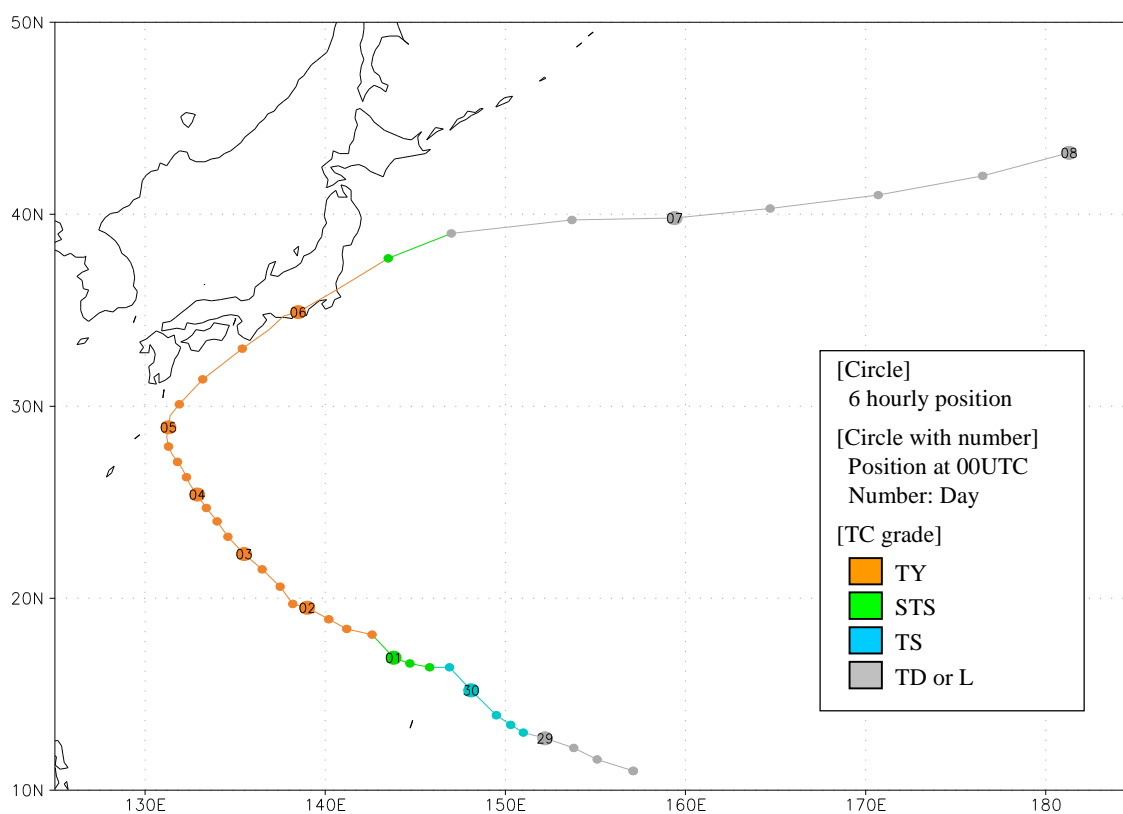 50N
40N
30N
20N
10N
08
07
06
05
04
03
02
01
30
29
[Circle]
6 hourly position
[Circle with number]
Position at 00UTC
Number: Day
[TC grade]
TY
STS
TS
TD or L
130E
140E
150E
160E
170E
180